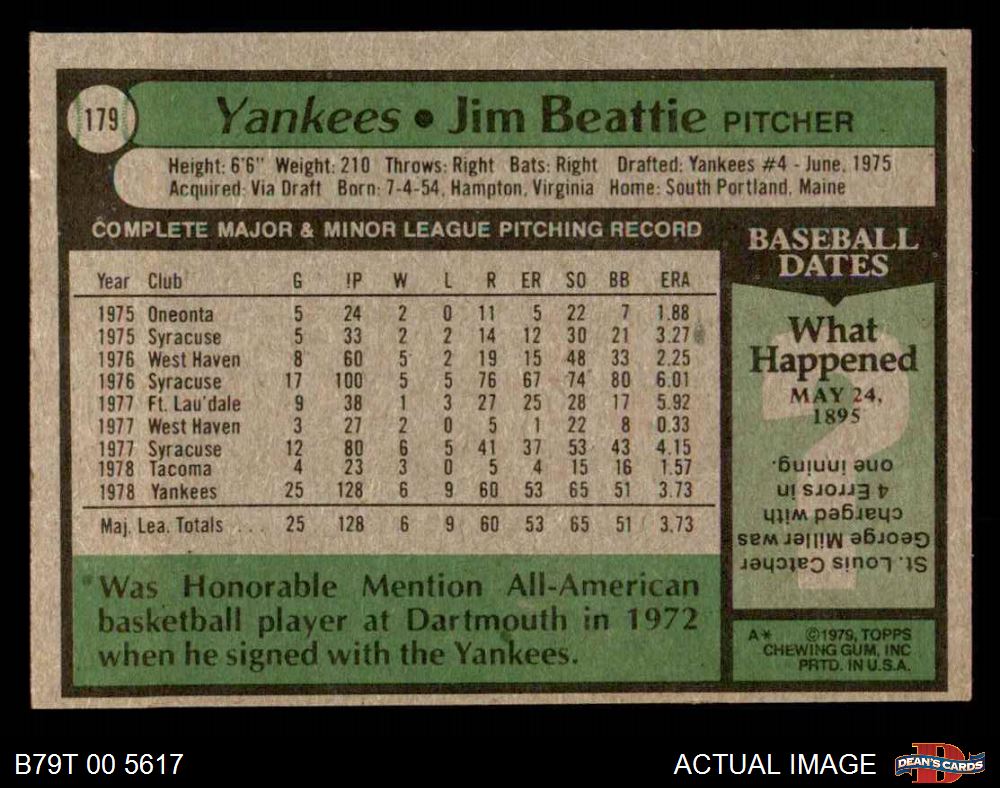 179
Yankees • Jim Beattie PITCHER
Height: 6'6" Weight: 210 Throws: Right Bats: Right Drafted: Yankees #4 - June, 1975
Acquired: Via Draft Born: 7-4-54, Hampton, Virginia Home: South Portland, Maine
COMPLETE MAJOR & MINOR LEAGUE PITCHING RECORD
Year Club G IP W L R ER SO BB ERA
1975 Oneonta 5 24 2 0 11 5 22 7 1.88
1975 Syracuse 5 33 2 2 14 12 30 21 3.27
1976 West Haven 8 60 5 2 19 15 48 33 2.25
1976 Syracuse 17 100 5 5 76 67 74 80 6.01
1977 Ft. Lau'dale 9 38 1 3 27 25 28 17 5.92
1977 West Haven 3 27 2 0 5 1 22 8 0.33
1977 Syracuse 12 80 6 5 41 37 53 43 4.15
1978 Tacoma 4 23 3 0 5 4 15 16 1.57
1978 Yankees 25 128 6 9 60 53 65 51 3.73
Maj. Lea. Totals . . . 25 128 6 9 60 53 65 51 3.73
Was Honorable Mention All-American
basketball player at Dartmouth in 1972
when he signed with the Yankees.
BASEBALL
DATES
What
Happened
MAY 24,
1895
St. Louis Catcher
George Miller was
charged with
4 Errors in
one inning.
A* ©1979, TOPPS
CHEWING GUM, INC
PRTD. IN U.S.A.
B79T 00 5617
ACTUAL IMAGE
DEAN'S CARDS